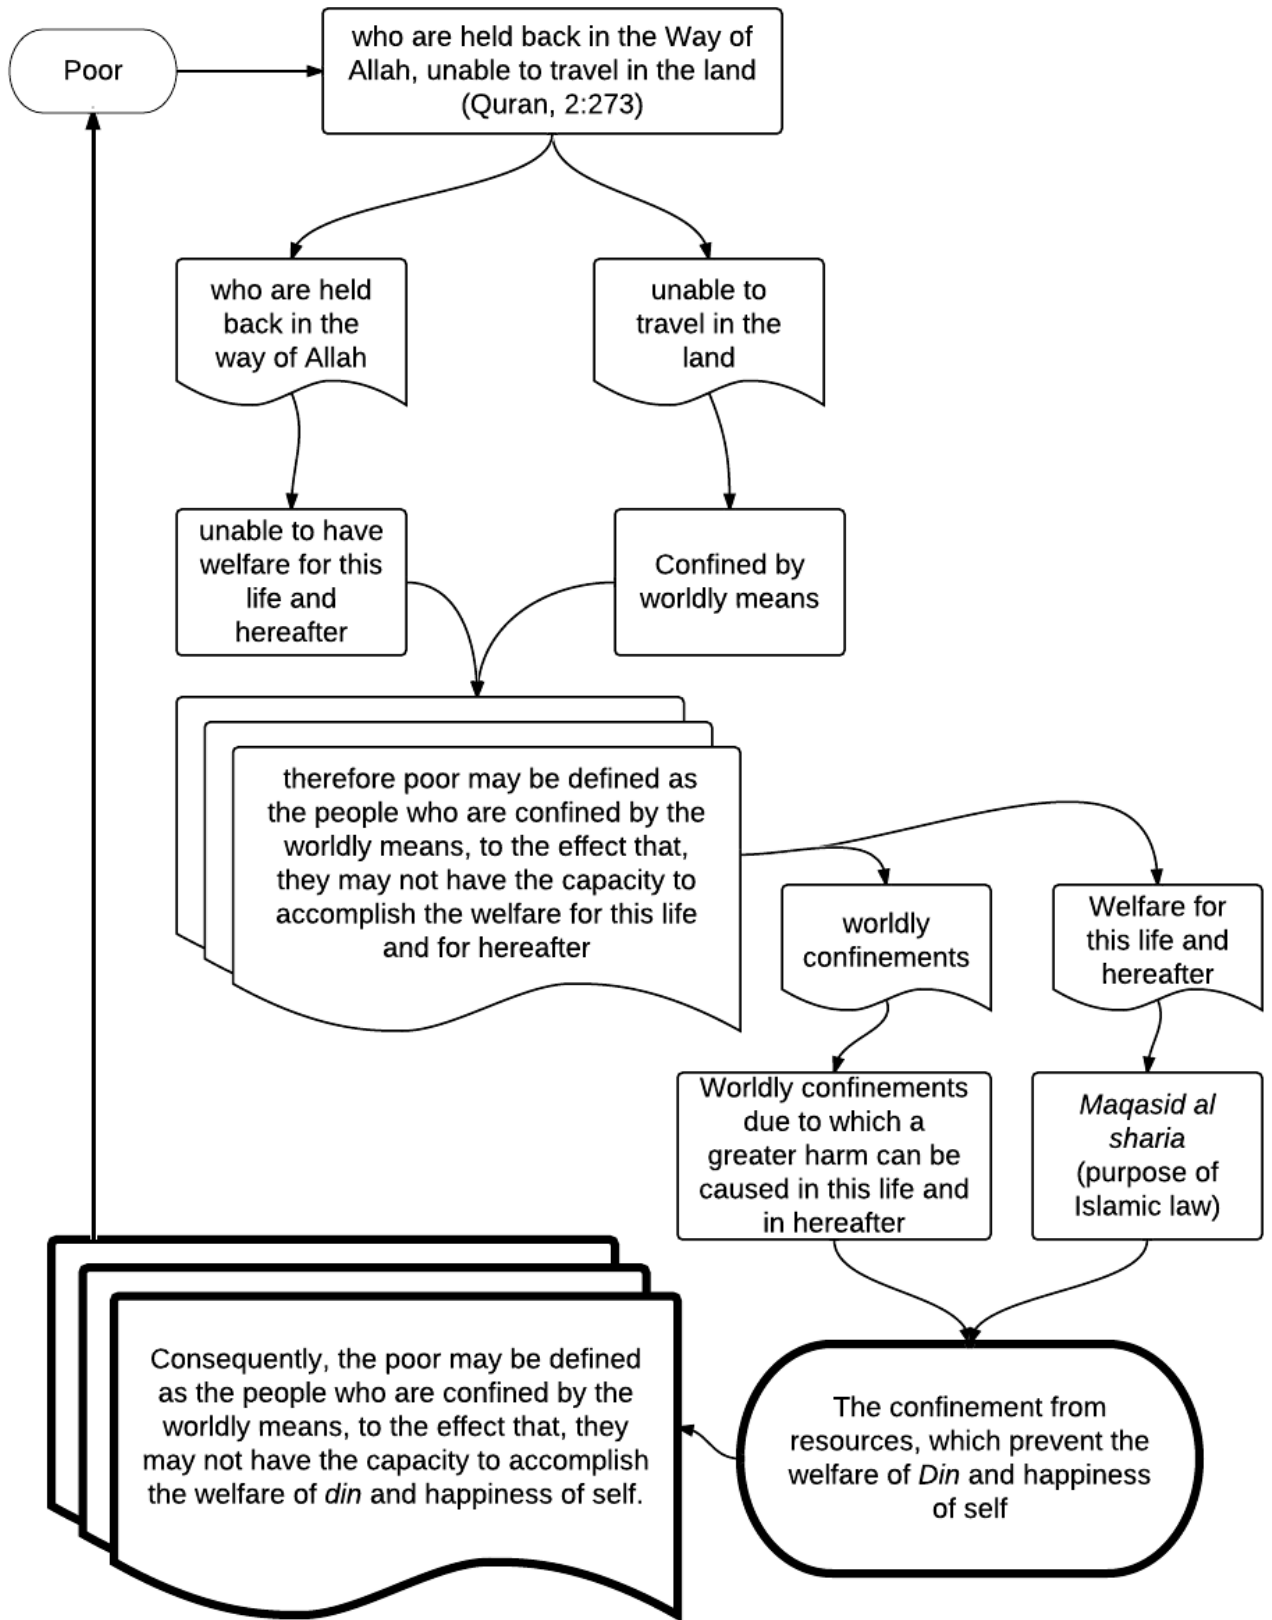 Poor
who are held back in the Way of
Allah, unable to travel in the land
(Quran, 2:273)
who are held
back in the
way of Allah
unable to
travel in the
land
unable to have
welfare for this
life and
hereafter
Confined by
worldly means
therefore poor may be defined as
the people who are confined by the
worldly means, to the effect that,
they may not have the capacity to
accomplish the welfare for this life
and for hereafter
worldly
confinements
Welfare for
this life and
hereafter
Worldly confinements
due to which a
greater harm can be
caused in this life and
in hereafter
Maqasid al
sharia
(purpose of
Islamic law)
The confinement from
resources, which prevent the
welfare of Din and happiness
of self
Consequently, the poor may be defined
as the people who are confined by the
worldly means, to the effect that, they
may not have the capacity to accomplish
the welfare of din and happiness of self.